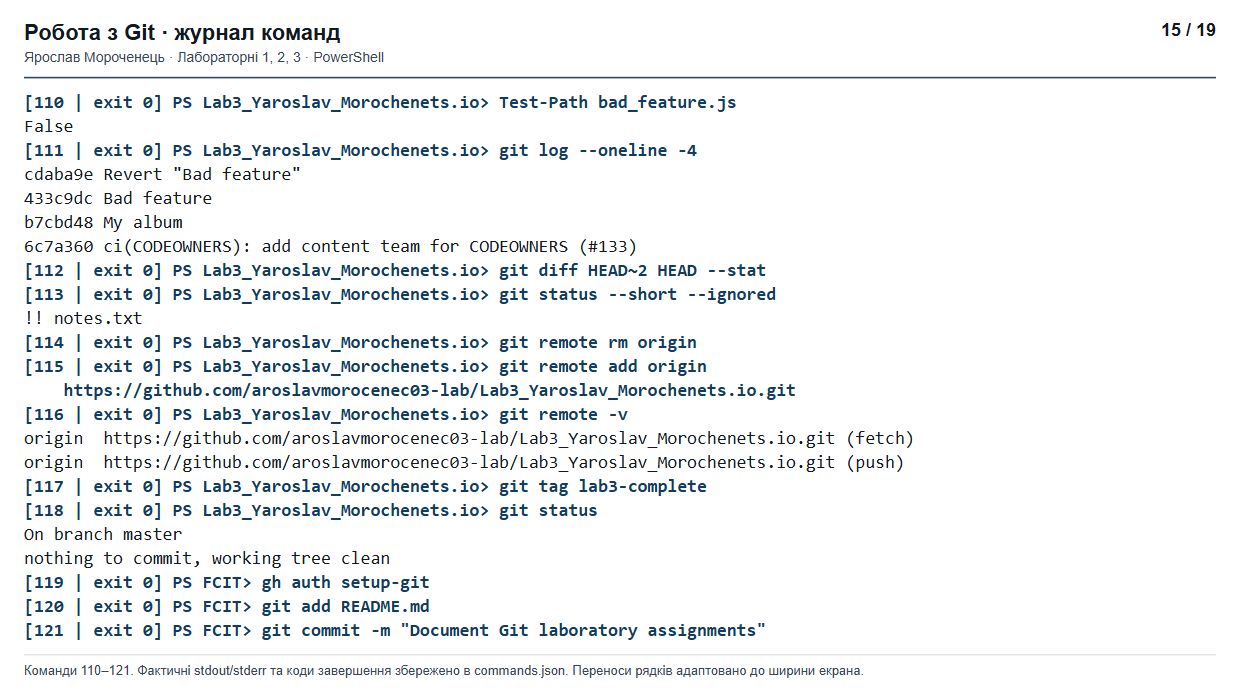 Робота з Git · журнал команд
15 / 19
Ярослав Мороченець · Лабораторні 1, 2, 3 · PowerShell
[110 | exit 0] PS Lab3_Yaroslav_Morochenets.io> Test-Path bad_feature.js
False
[111 | exit 0] PS Lab3_Yaroslav_Morochenets.io> git log --oneline -4
cdaba9e Revert "Bad feature"
433c9dc Bad feature
b7cbd48 My album
6c7a360 ci(CODEOWNERS): add content team for CODEOWNERS (#133)
[112 | exit 0] PS Lab3_Yaroslav_Morochenets.io> git diff HEAD~2 HEAD --stat
[113 | exit 0] PS Lab3_Yaroslav_Morochenets.io> git status --short --ignored
!! notes.txt
[114 | exit 0] PS Lab3_Yaroslav_Morochenets.io> git remote rm origin
[115 | exit 0] PS Lab3_Yaroslav_Morochenets.io> git remote add origin
https://github.com/aroslavmorocenec03-lab/Lab3_Yaroslav_Morochenets.io.git
[116 | exit 0] PS Lab3_Yaroslav_Morochenets.io> git remote -v
origin  https://github.com/aroslavmorocenec03-lab/Lab3_Yaroslav_Morochenets.io.git (fetch)
origin  https://github.com/aroslavmorocenec03-lab/Lab3_Yaroslav_Morochenets.io.git (push)
[117 | exit 0] PS Lab3_Yaroslav_Morochenets.io> git tag lab3-complete
[118 | exit 0] PS Lab3_Yaroslav_Morochenets.io> git status
On branch master
nothing to commit, working tree clean
[119 | exit 0] PS FCIT> gh auth setup-git
[120 | exit 0] PS FCIT> git add README.md
[121 | exit 0] PS FCIT> git commit -m "Document Git laboratory assignments"
Команди 110–121. Фактичні stdout/stderr та коди завершення збережено в commands.json. Переноси рядків адаптовано до ширини екрана.